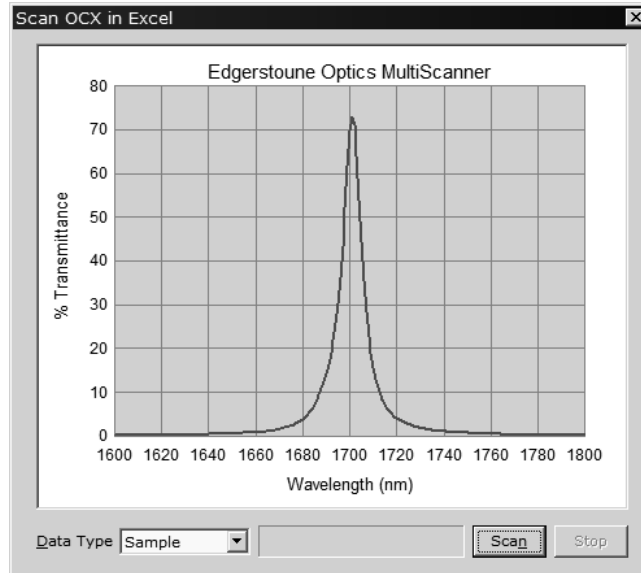 Scan OCX in Excel
Edgerstoune Optics MultiScanner
80
70
60
50
40
30
20
10
0
% Transmittance
1600 1620 1640 1660 1680 1700 1720 1740 1760 1780 1800
Wavelength (nm)
Data Type Sample Scan Stop